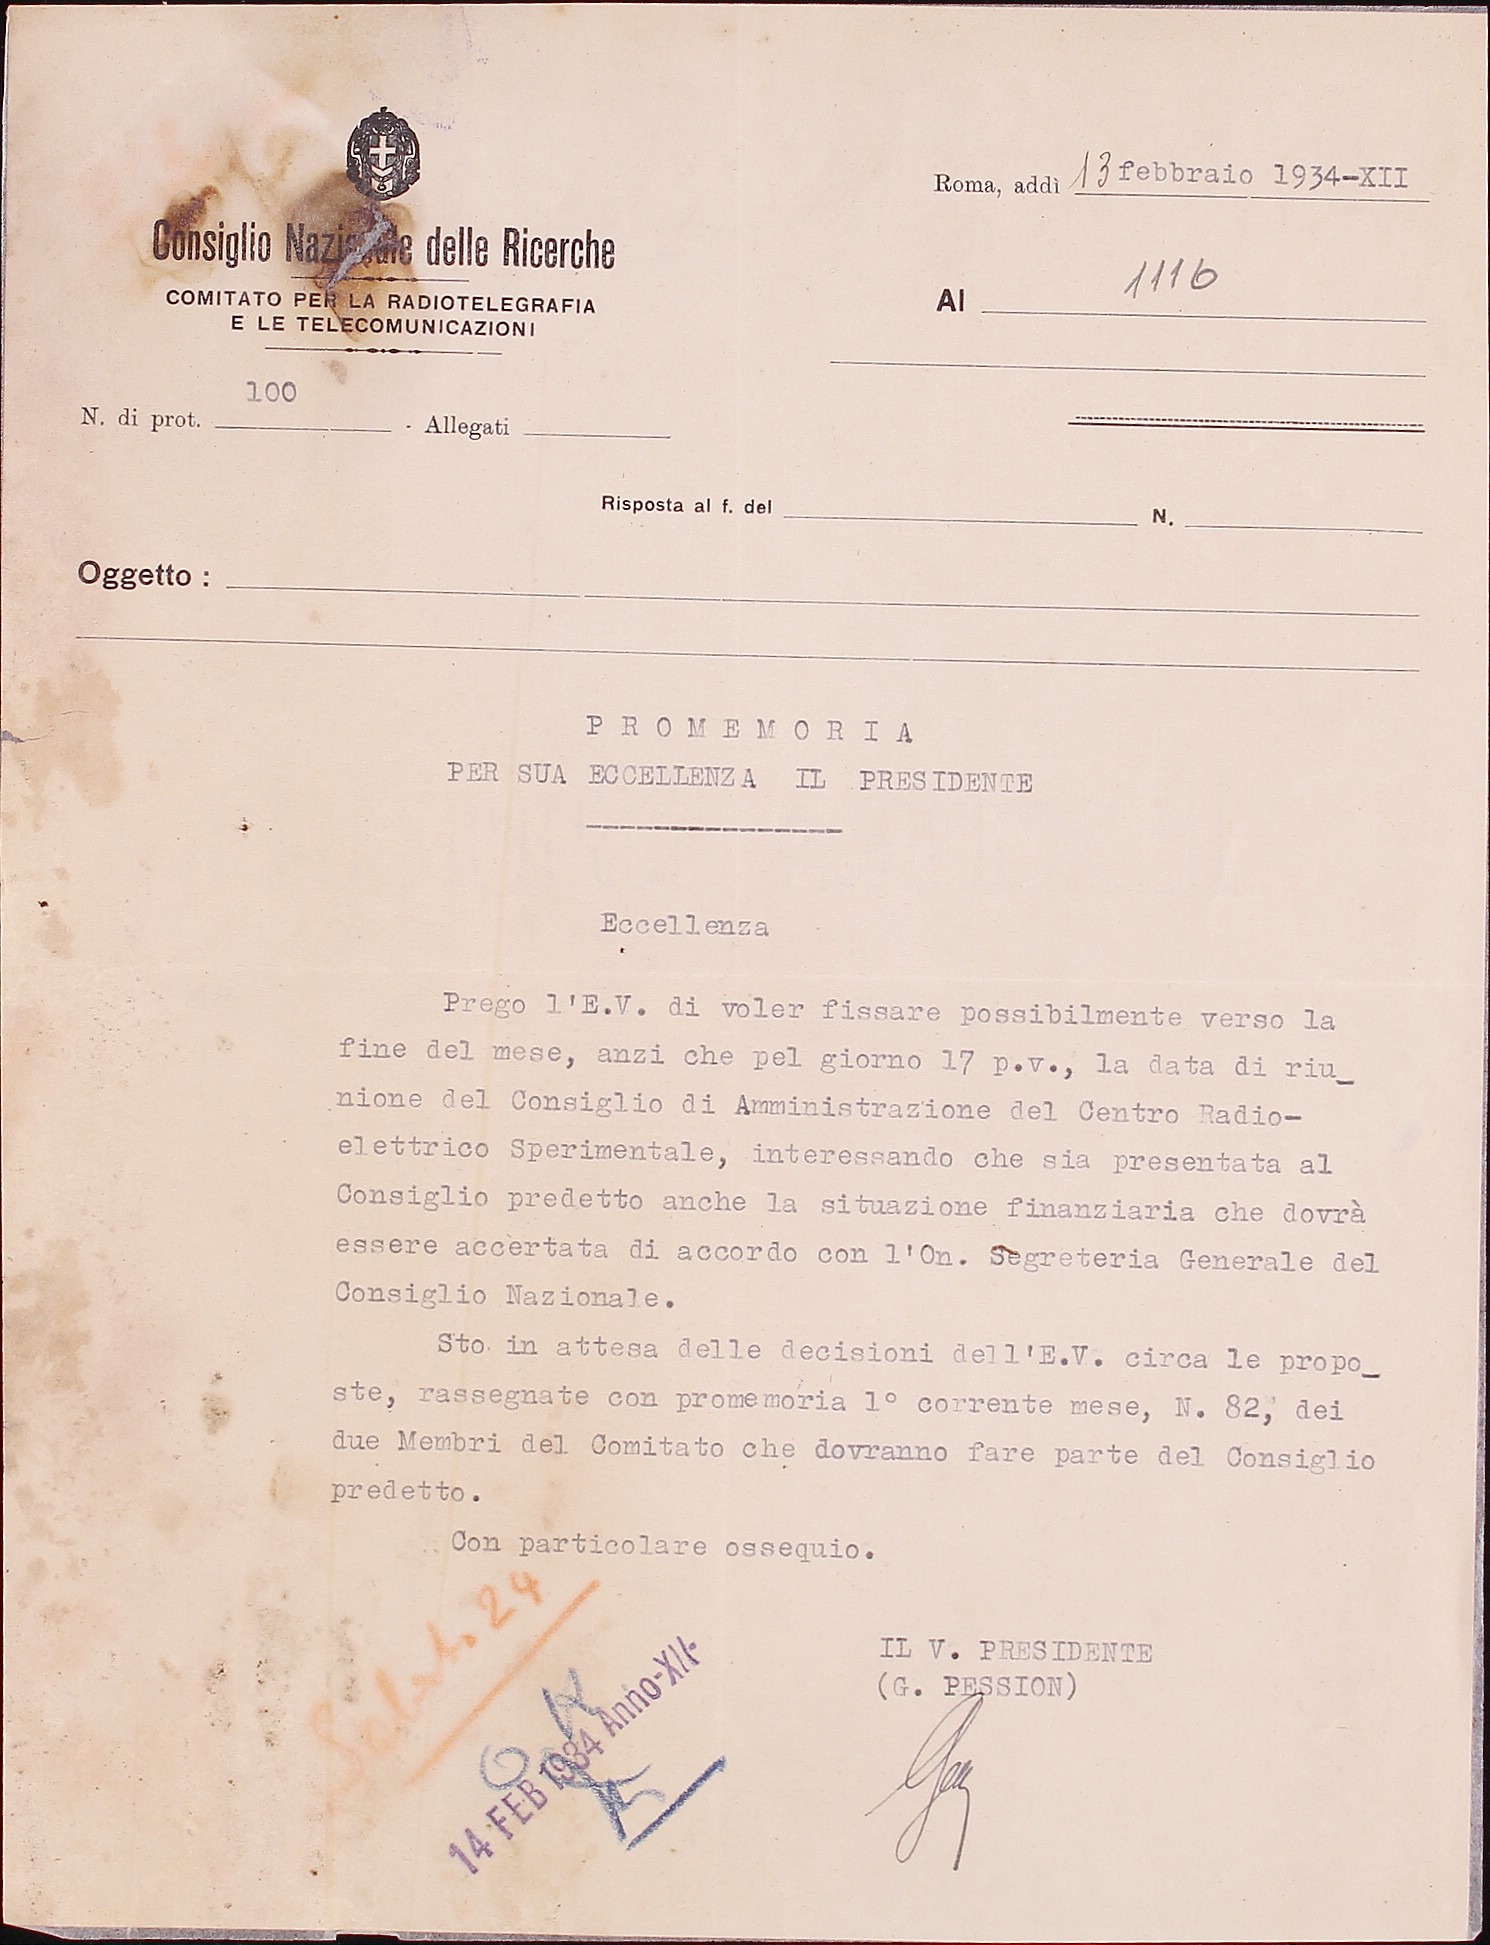 Roma, addì 13 febbraio 1934-XII
Consiglio Nazionale delle Ricerche
COMITATO PER LA RADIOTELEGRAFIA
E LE TELECOMUNICAZIONI
Al 1116
N. di prot. 100 - Allegati
Risposta al f. del N.
Oggetto :
P R O M E M O R I A
PER SUA ECCELLENZA IL PRESIDENTE
Eccellenza
Prego l'E.V. di voler fissare possibilmente verso la
fine del mese, anzi che pel giorno 17 p.v., la data di riu_
nione del Consiglio di Amministrazione del Centro Radio-
elettrico Sperimentale, interessando che sia presentata al
Consiglio predetto anche la situazione finanziaria che dovrà
essere accertata di accordo con l'On. Segreteria Generale del
Consiglio Nazionale.
Sto in attesa delle decisioni dell'E.V. circa le propo_
ste, rassegnate con promemoria 1° corrente mese, N. 82, dei
due Membri del Comitato che dovranno fare parte del Consiglio
predetto.
Con particolare ossequio.
Sabato 24
14 FEB 1934 Anno-XII
IL V. PRESIDENTE
(G. PESSION)